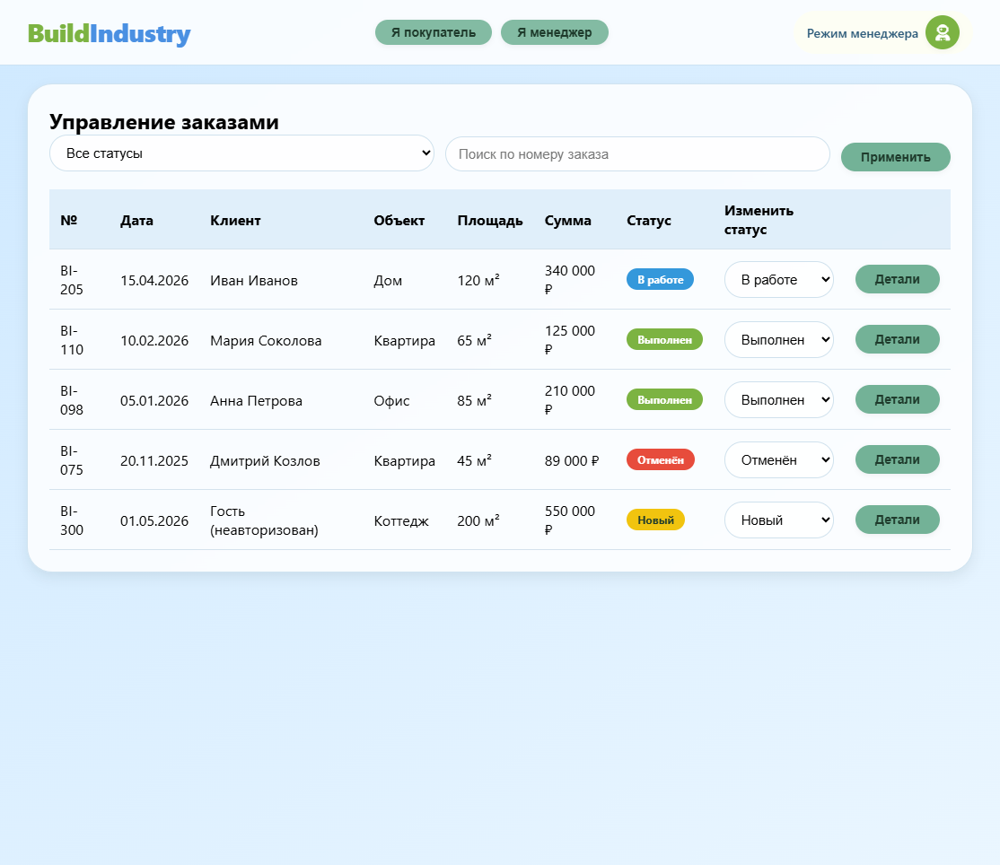 BuildIndustry
Я покупатель
Я менеджер
Режим менеджера
Управление заказами
Все статусы
Поиск по номеру заказа
Применить
№ Дата Клиент Объект Площадь Сумма Статус Изменить
статус
BI-
205 15.04.2026 Иван Иванов Дом 120 м² 340 000
₽ В работе В работе Детали
BI-
110 10.02.2026 Мария Соколова Квартира 65 м² 125 000
₽ Выполнен Выполнен Детали
BI-
098 05.01.2026 Анна Петрова Офис 85 м² 210 000
₽ Выполнен Выполнен Детали
BI-
075 20.11.2025 Дмитрий Козлов Квартира 45 м² 89 000 ₽ Отменён Отменён Детали
BI-
300 01.05.2026 Гость
(неавторизован) Коттедж 200 м² 550 000
₽ Новый Новый Детали